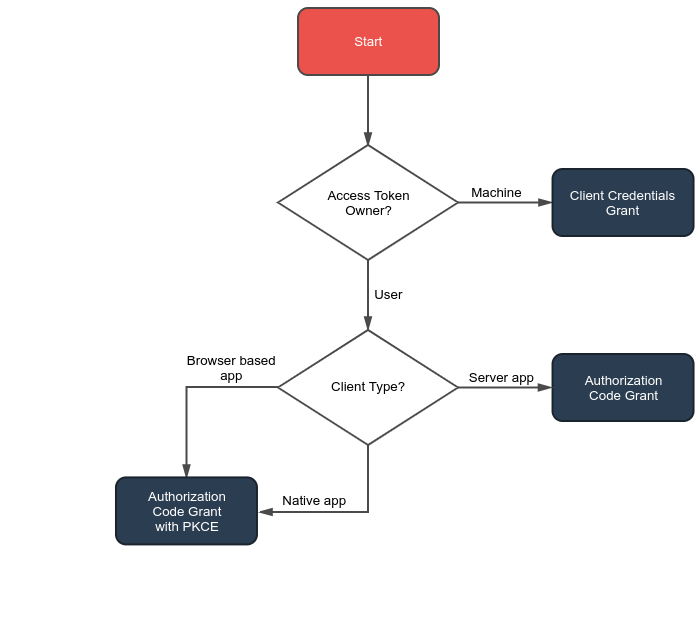 Start
Access Token
Owner?
Machine
Client Credentials
Grant
User
Browser based
app
Client Type?
Server app
Authorization
Code Grant
Native app
Authorization
Code Grant
with PKCE